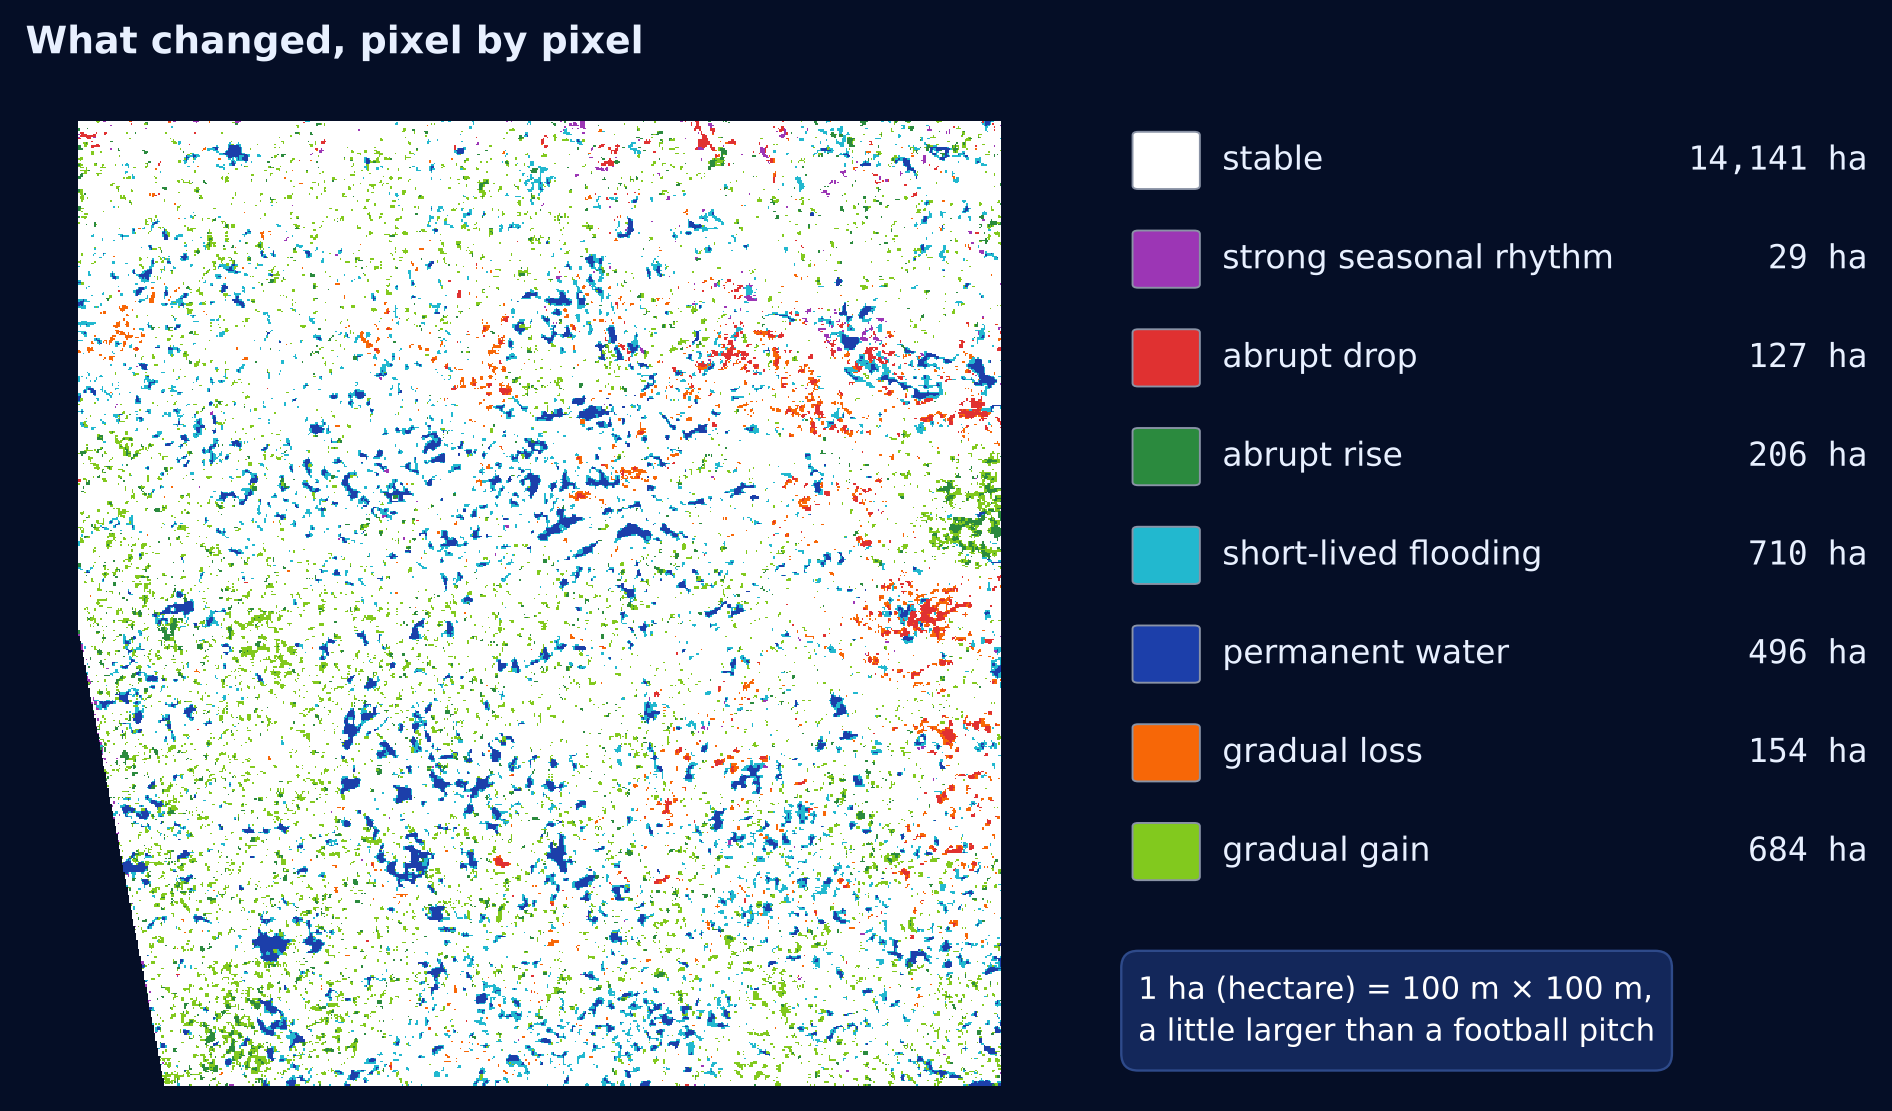 What changed, pixel by pixel
stable 14,141 ha
strong seasonal rhythm 29 ha
abrupt drop 127 ha
abrupt rise 206 ha
short-lived flooding 710 ha
permanent water 496 ha
gradual loss 154 ha
gradual gain 684 ha
1 ha (hectare) = 100 m × 100 m,
a little larger than a football pitch